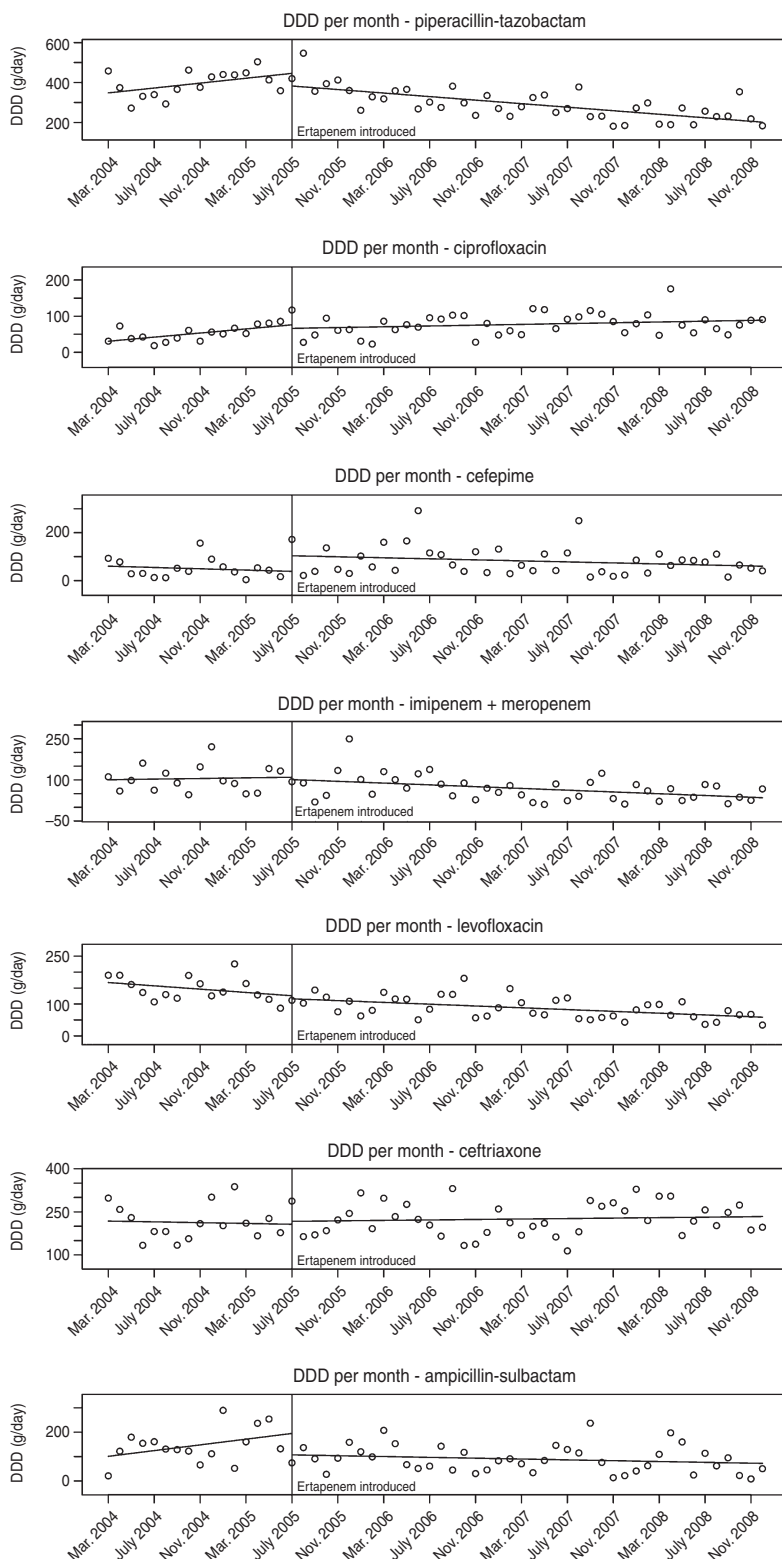 DDD per month - piperacillin-tazobactam
DDD (g/day)
600
400
200
Ertapenem introduced
Mar. 2004 July 2004 Nov. 2004 Mar. 2005 July 2005 Nov. 2005 Mar. 2006 July 2006 Nov. 2006 Mar. 2007 July 2007 Nov. 2007 Mar. 2008 July 2008 Nov. 2008
DDD per month - ciprofloxacin
DDD (g/day)
200
100
0
Ertapenem introduced
Mar. 2004 July 2004 Nov. 2004 Mar. 2005 July 2005 Nov. 2005 Mar. 2006 July 2006 Nov. 2006 Mar. 2007 July 2007 Nov. 2007 Mar. 2008 July 2008 Nov. 2008
DDD per month - cefepime
DDD (g/day)
200
0
Ertapenem introduced
Mar. 2004 July 2004 Nov. 2004 Mar. 2005 July 2005 Nov. 2005 Mar. 2006 July 2006 Nov. 2006 Mar. 2007 July 2007 Nov. 2007 Mar. 2008 July 2008 Nov. 2008
DDD per month - imipenem + meropenem
DDD (g/day)
250
100
–50
Ertapenem introduced
Mar. 2004 July 2004 Nov. 2004 Mar. 2005 July 2005 Nov. 2005 Mar. 2006 July 2006 Nov. 2006 Mar. 2007 July 2007 Nov. 2007 Mar. 2008 July 2008 Nov. 2008
DDD per month - levofloxacin
DDD (g/day)
250
100
0
Ertapenem introduced
Mar. 2004 July 2004 Nov. 2004 Mar. 2005 July 2005 Nov. 2005 Mar. 2006 July 2006 Nov. 2006 Mar. 2007 July 2007 Nov. 2007 Mar. 2008 July 2008 Nov. 2008
DDD per month - ceftriaxone
DDD (g/day)
400
250
100
Ertapenem introduced
Mar. 2004 July 2004 Nov. 2004 Mar. 2005 July 2005 Nov. 2005 Mar. 2006 July 2006 Nov. 2006 Mar. 2007 July 2007 Nov. 2007 Mar. 2008 July 2008 Nov. 2008
DDD per month - ampicillin-sulbactam
DDD (g/day)
200
0
Ertapenem introduced
Mar. 2004 July 2004 Nov. 2004 Mar. 2005 July 2005 Nov. 2005 Mar. 2006 July 2006 Nov. 2006 Mar. 2007 July 2007 Nov. 2007 Mar. 2008 July 2008 Nov. 2008